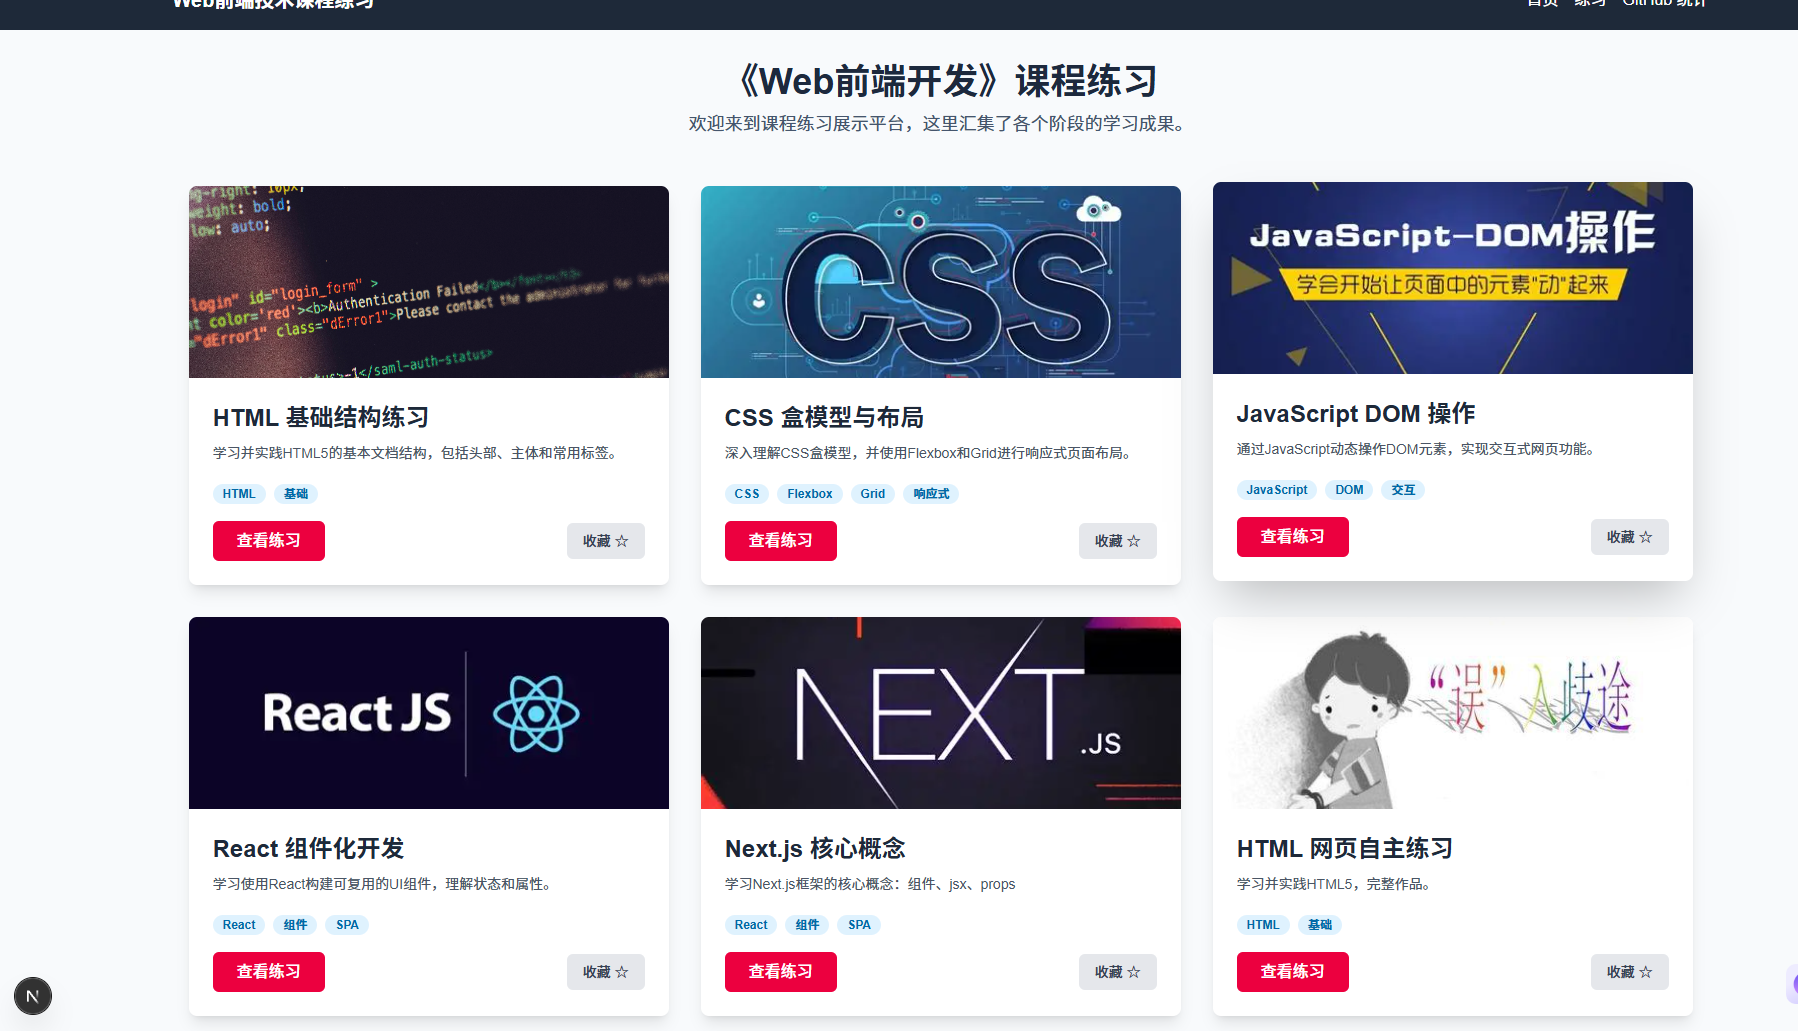 Web前端技术课程练习
首页 练习 GitHub 统计
《Web前端开发》课程练习
欢迎来到课程练习展示平台，这里汇集了各个阶段的学习成果。
ng-right: 10px;
weight: bold;
low: auto;
login" id="login_form" >
t color='red'><b>Authentication Failed</b></font></h3>
="dError1" class="dError1">Please contact the administrator for
-1</saml-auth-status>
HTML 基础结构练习
学习并实践HTML5的基本文档结构，包括头部、主体和常用标签。
HTML 基础
查看练习 收藏 ☆
CSS
CSS 盒模型与布局
深入理解CSS盒模型，并使用Flexbox和Grid进行响应式页面布局。
CSS Flexbox Grid 响应式
查看练习 收藏 ☆
JavaScript-DOM操作
学会开始让页面中的元素"动"起来
JavaScript DOM 操作
通过JavaScript动态操作DOM元素，实现交互式网页功能。
JavaScript DOM 交互
查看练习 收藏 ☆
React JS
React 组件化开发
学习使用React构建可复用的UI组件，理解状态和属性。
React 组件 SPA
查看练习 收藏 ☆
NEXT.JS
Next.js 核心概念
学习Next.js框架的核心概念：组件、jsx、props
React 组件 SPA
查看练习 收藏 ☆
“误”入歧途
HTML 网页自主练习
学习并实践HTML5，完整作品。
HTML 基础
查看练习 收藏 ☆
N